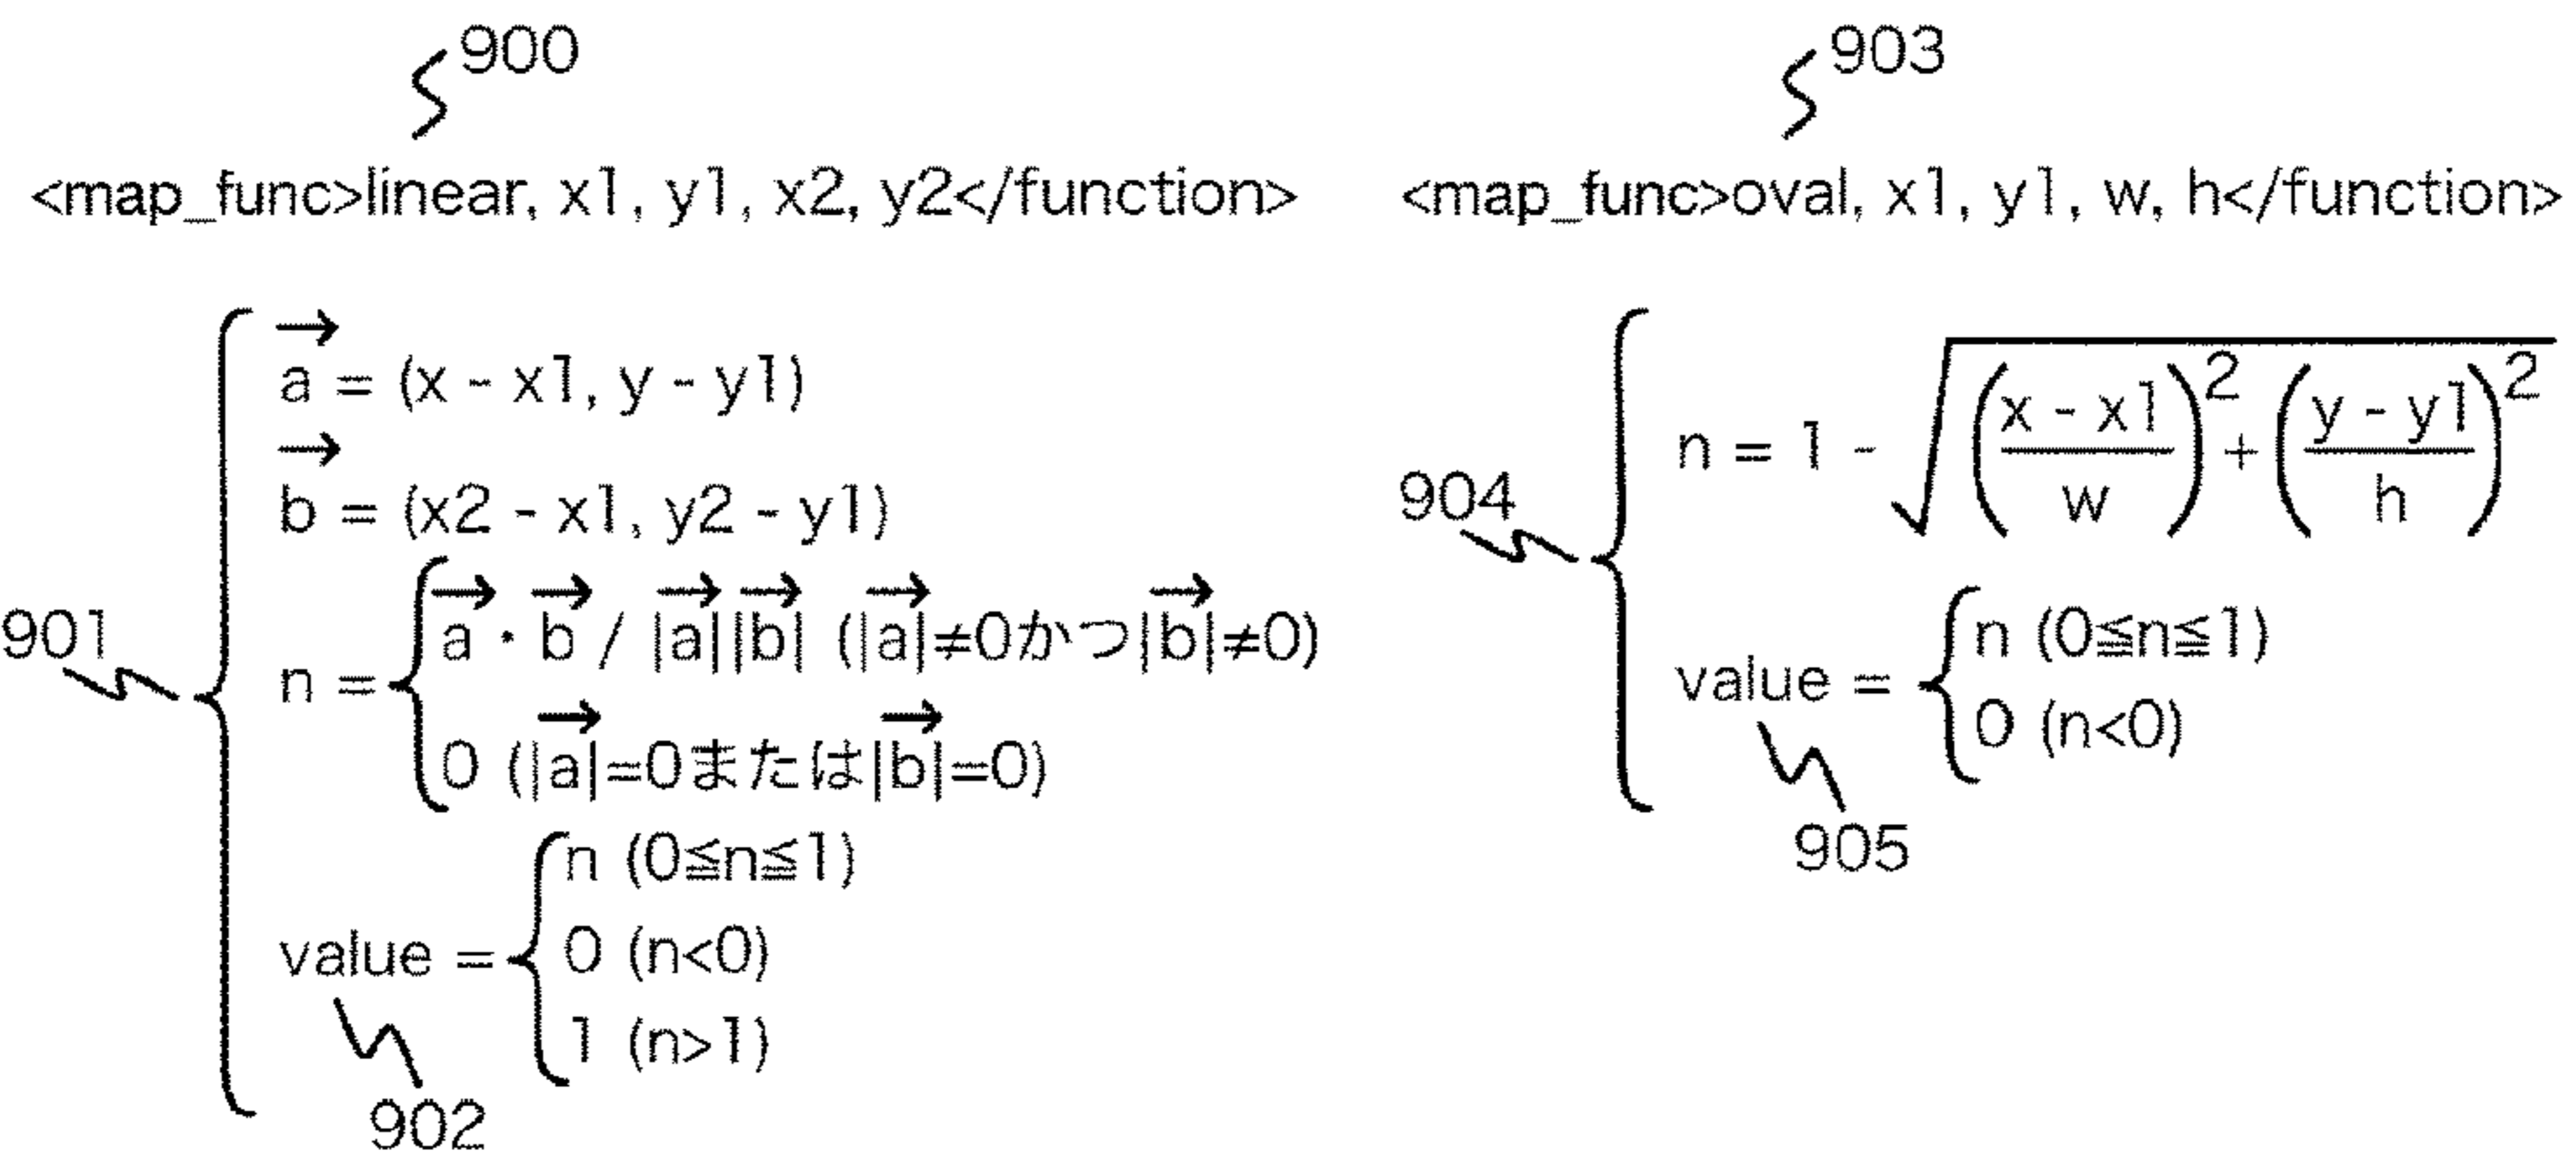 900
<map_func>linear, x1, y1, x2, y2</function>
901
a = (x - x1, y - y1)
b = (x2 - x1, y2 - y1)
n =
a・b / |a||b| (|a|≠0かつ|b|≠0)
0 (|a|=0または|b|=0)
value =
n (0≦n≦1)
0 (n<0)
1 (n>1)
902
903
<map_func>oval, x1, y1, w, h</function>
904
n = 1 - √((x - x1)/w)² + ((y - y1)/h)²
value =
n (0≦n≦1)
0 (n<0)
905